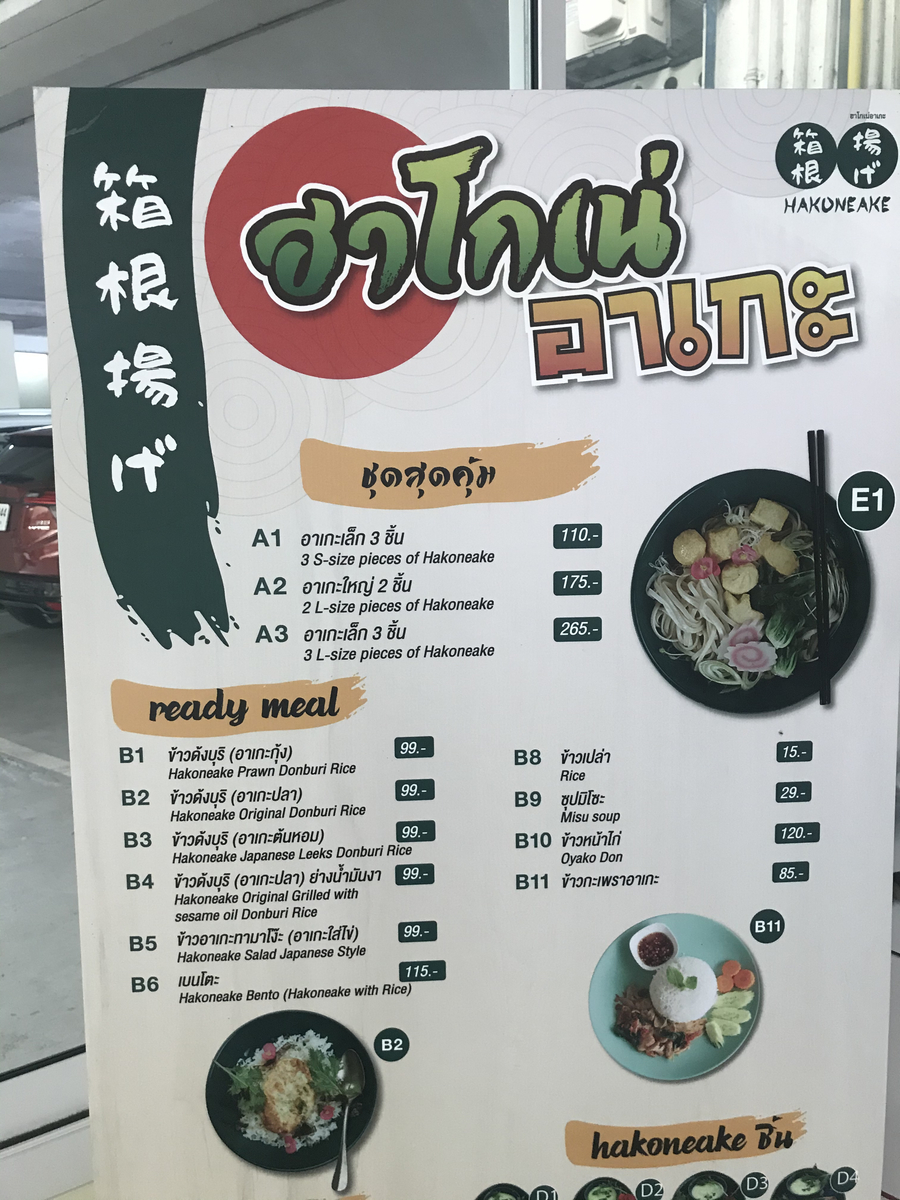 箱根揚げ
ฮาโกเน่
อาเกะ
ฮาโกเน่อาเกะ
箱根 揚げ
HAKONEAKE
ชุดสุดคุ้ม
A1 อาเกะเล็ก 3 ชิ้น 110.-
3 S-size pieces of Hakoneake
A2 อาเกะใหญ่ 2 ชิ้น 175.-
2 L-size pieces of Hakoneake
A3 อาเกะเล็ก 3 ชิ้น 265.-
3 L-size pieces of Hakoneake
E1
ready meal
B1 ข้าวด้งบุริ (อาเกะกุ้ง) 99.-
Hakoneake Prawn Donburi Rice
B2 ข้าวด้งบุริ (อาเกะปลา) 99.-
Hakoneake Original Donburi Rice
B3 ข้าวด้งบุริ (อาเกะต้นหอม) 99.-
Hakoneake Japanese Leeks Donburi Rice
B4 ข้าวด้งบุริ (อาเกะปลา) ย่างน้ำมันงา 99.-
Hakoneake Original Grilled with
sesame oil Donburi Rice
B5 ข้าวอาเกะทามาโง๊ะ (อาเกะใส่ไข่) 99.-
Hakoneake Salad Japanese Style
B6 เบนโตะ 115.-
Hakoneake Bento (Hakoneake with Rice)
B8 ข้าวเปล่า 15.-
Rice
B9 ซุปมิโซะ 29.-
Misu soup
B10 ข้าวหน้าไก่ 120.-
Oyako Don
B11 ข้าวกะเพราอาเกะ 85.-
B11
B2
hakoneake ชิ้น
D1 D2 D3 D4